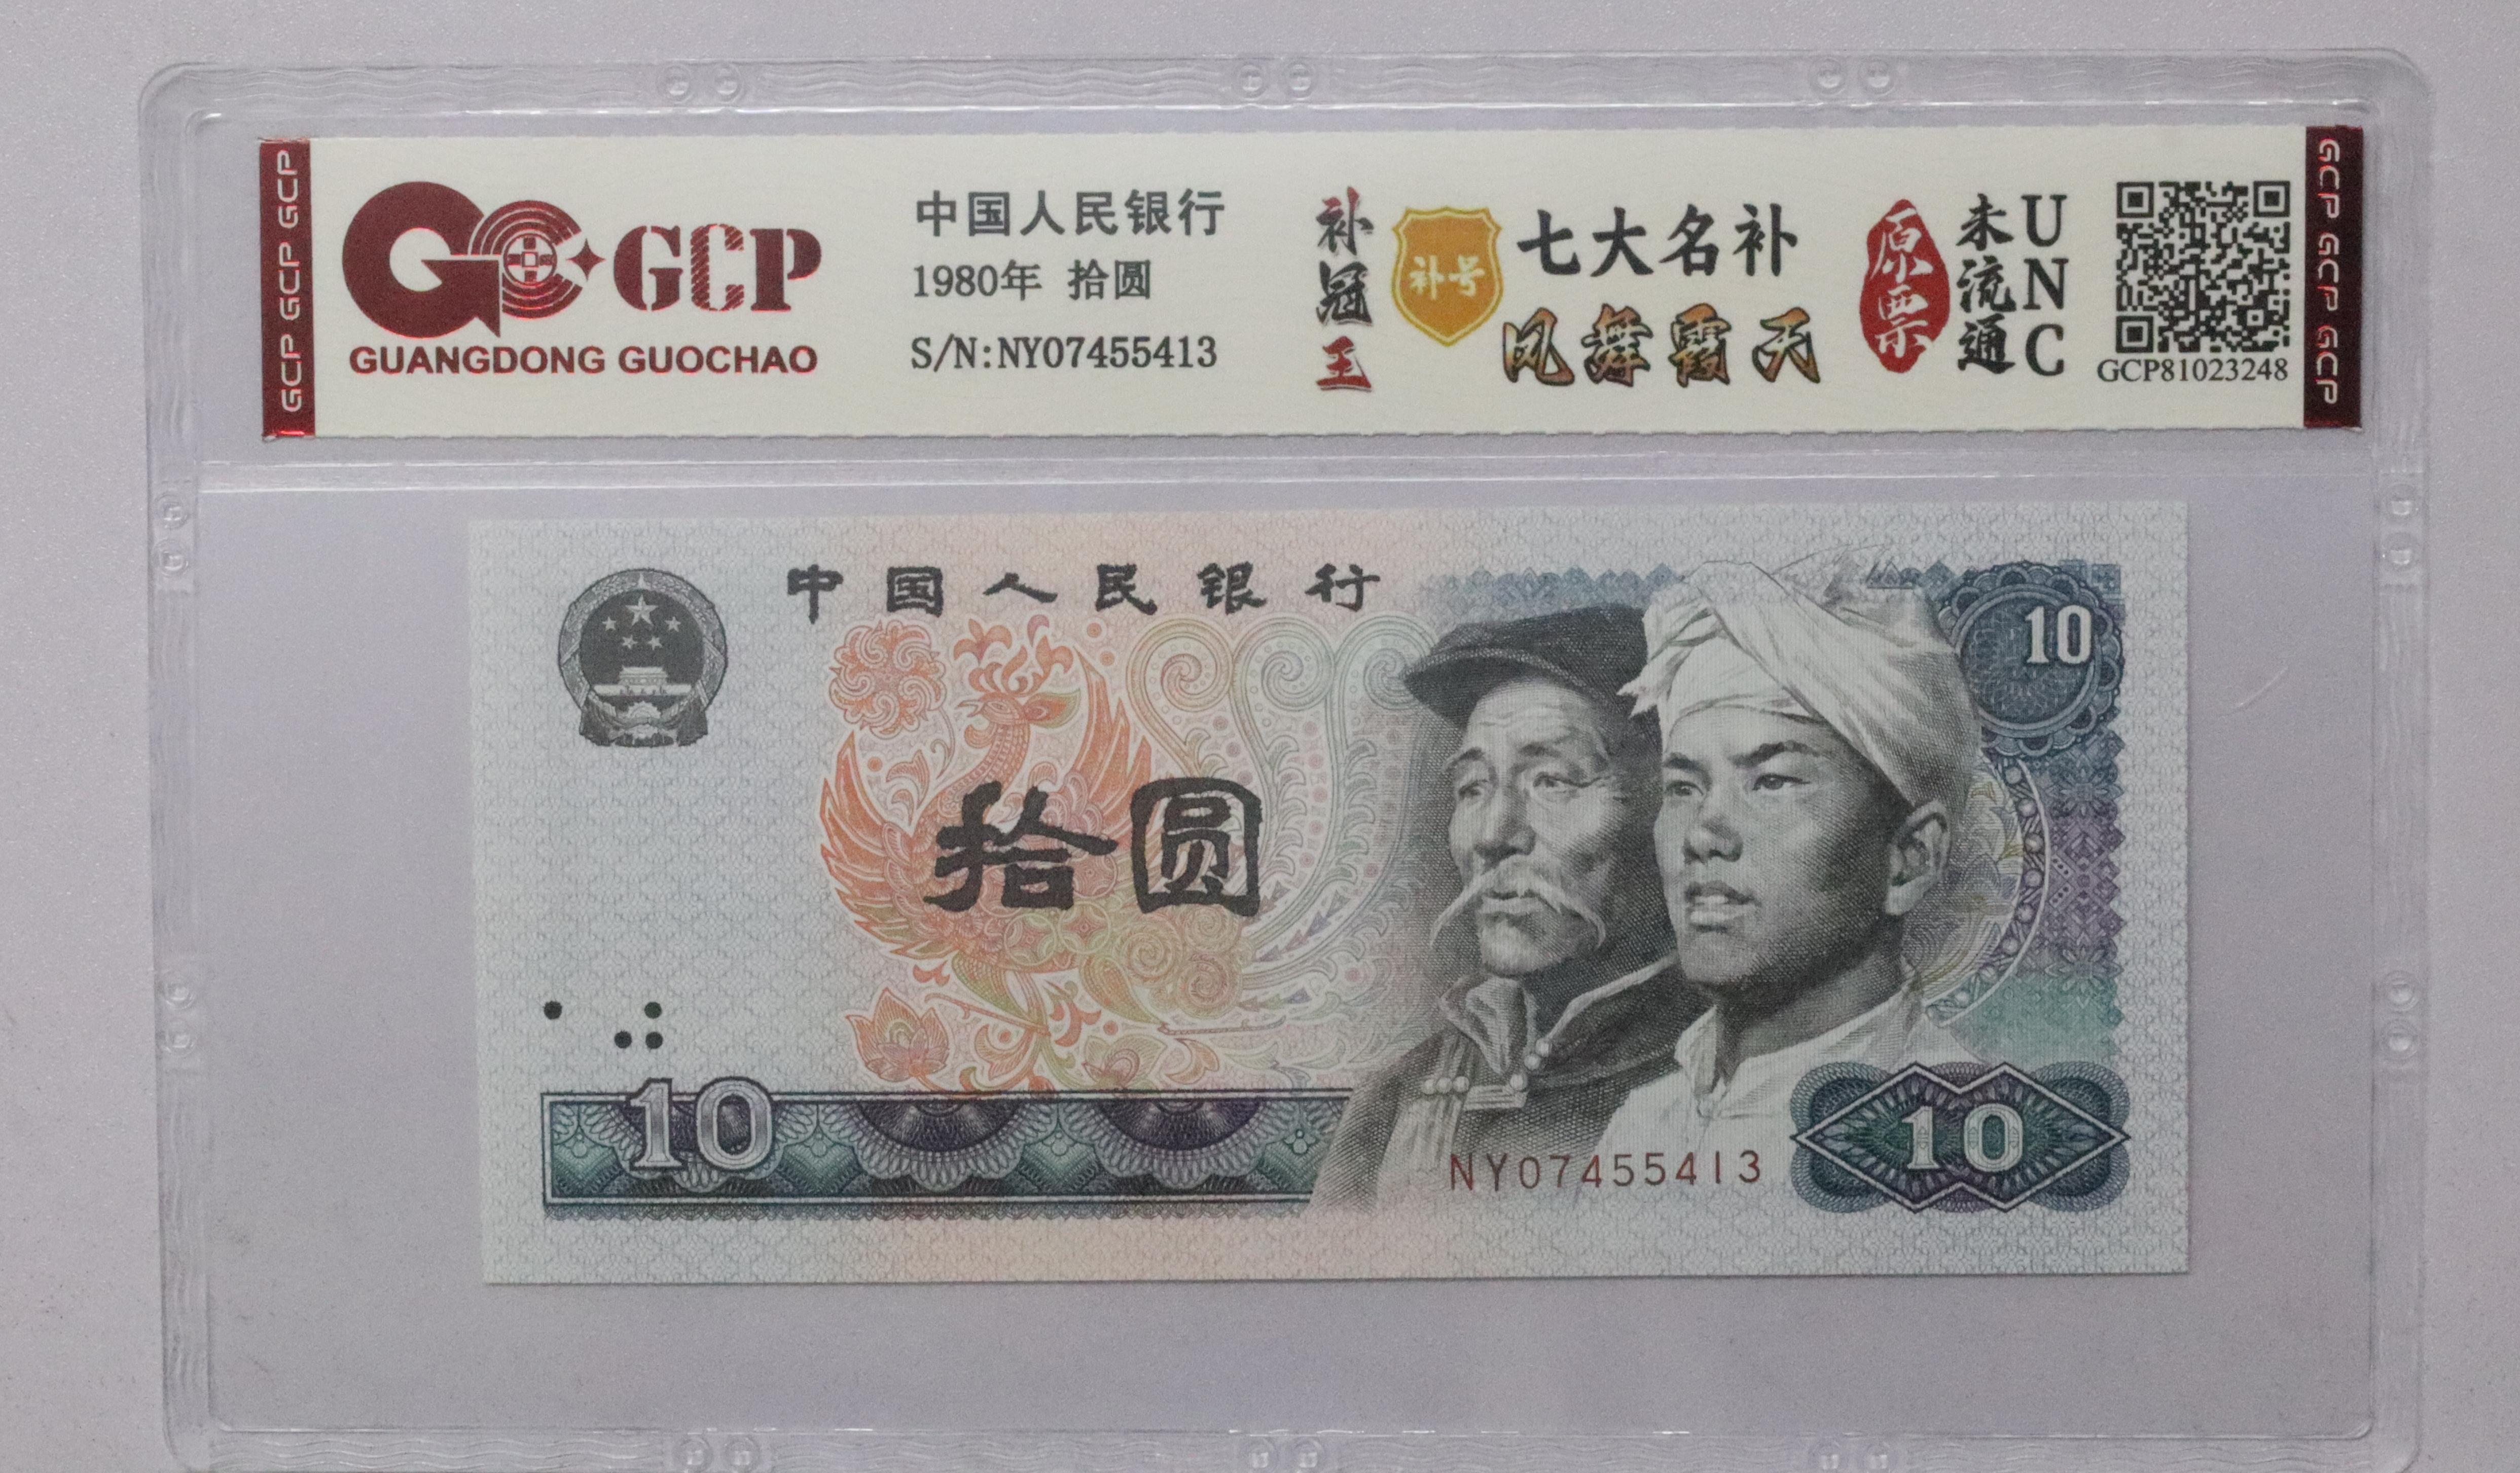 GCP GCP GCP
GCP
GUANGDONG GUOCHAO
中国人民银行
1980年 拾圆
S/N:NY07455413
补冠王
补号
七大名补
凤舞霞天
原票
未流通
UNC
GCP81023248
GCP GCP GCP
中国人民银行
10
拾圆
10
NY07455413
10